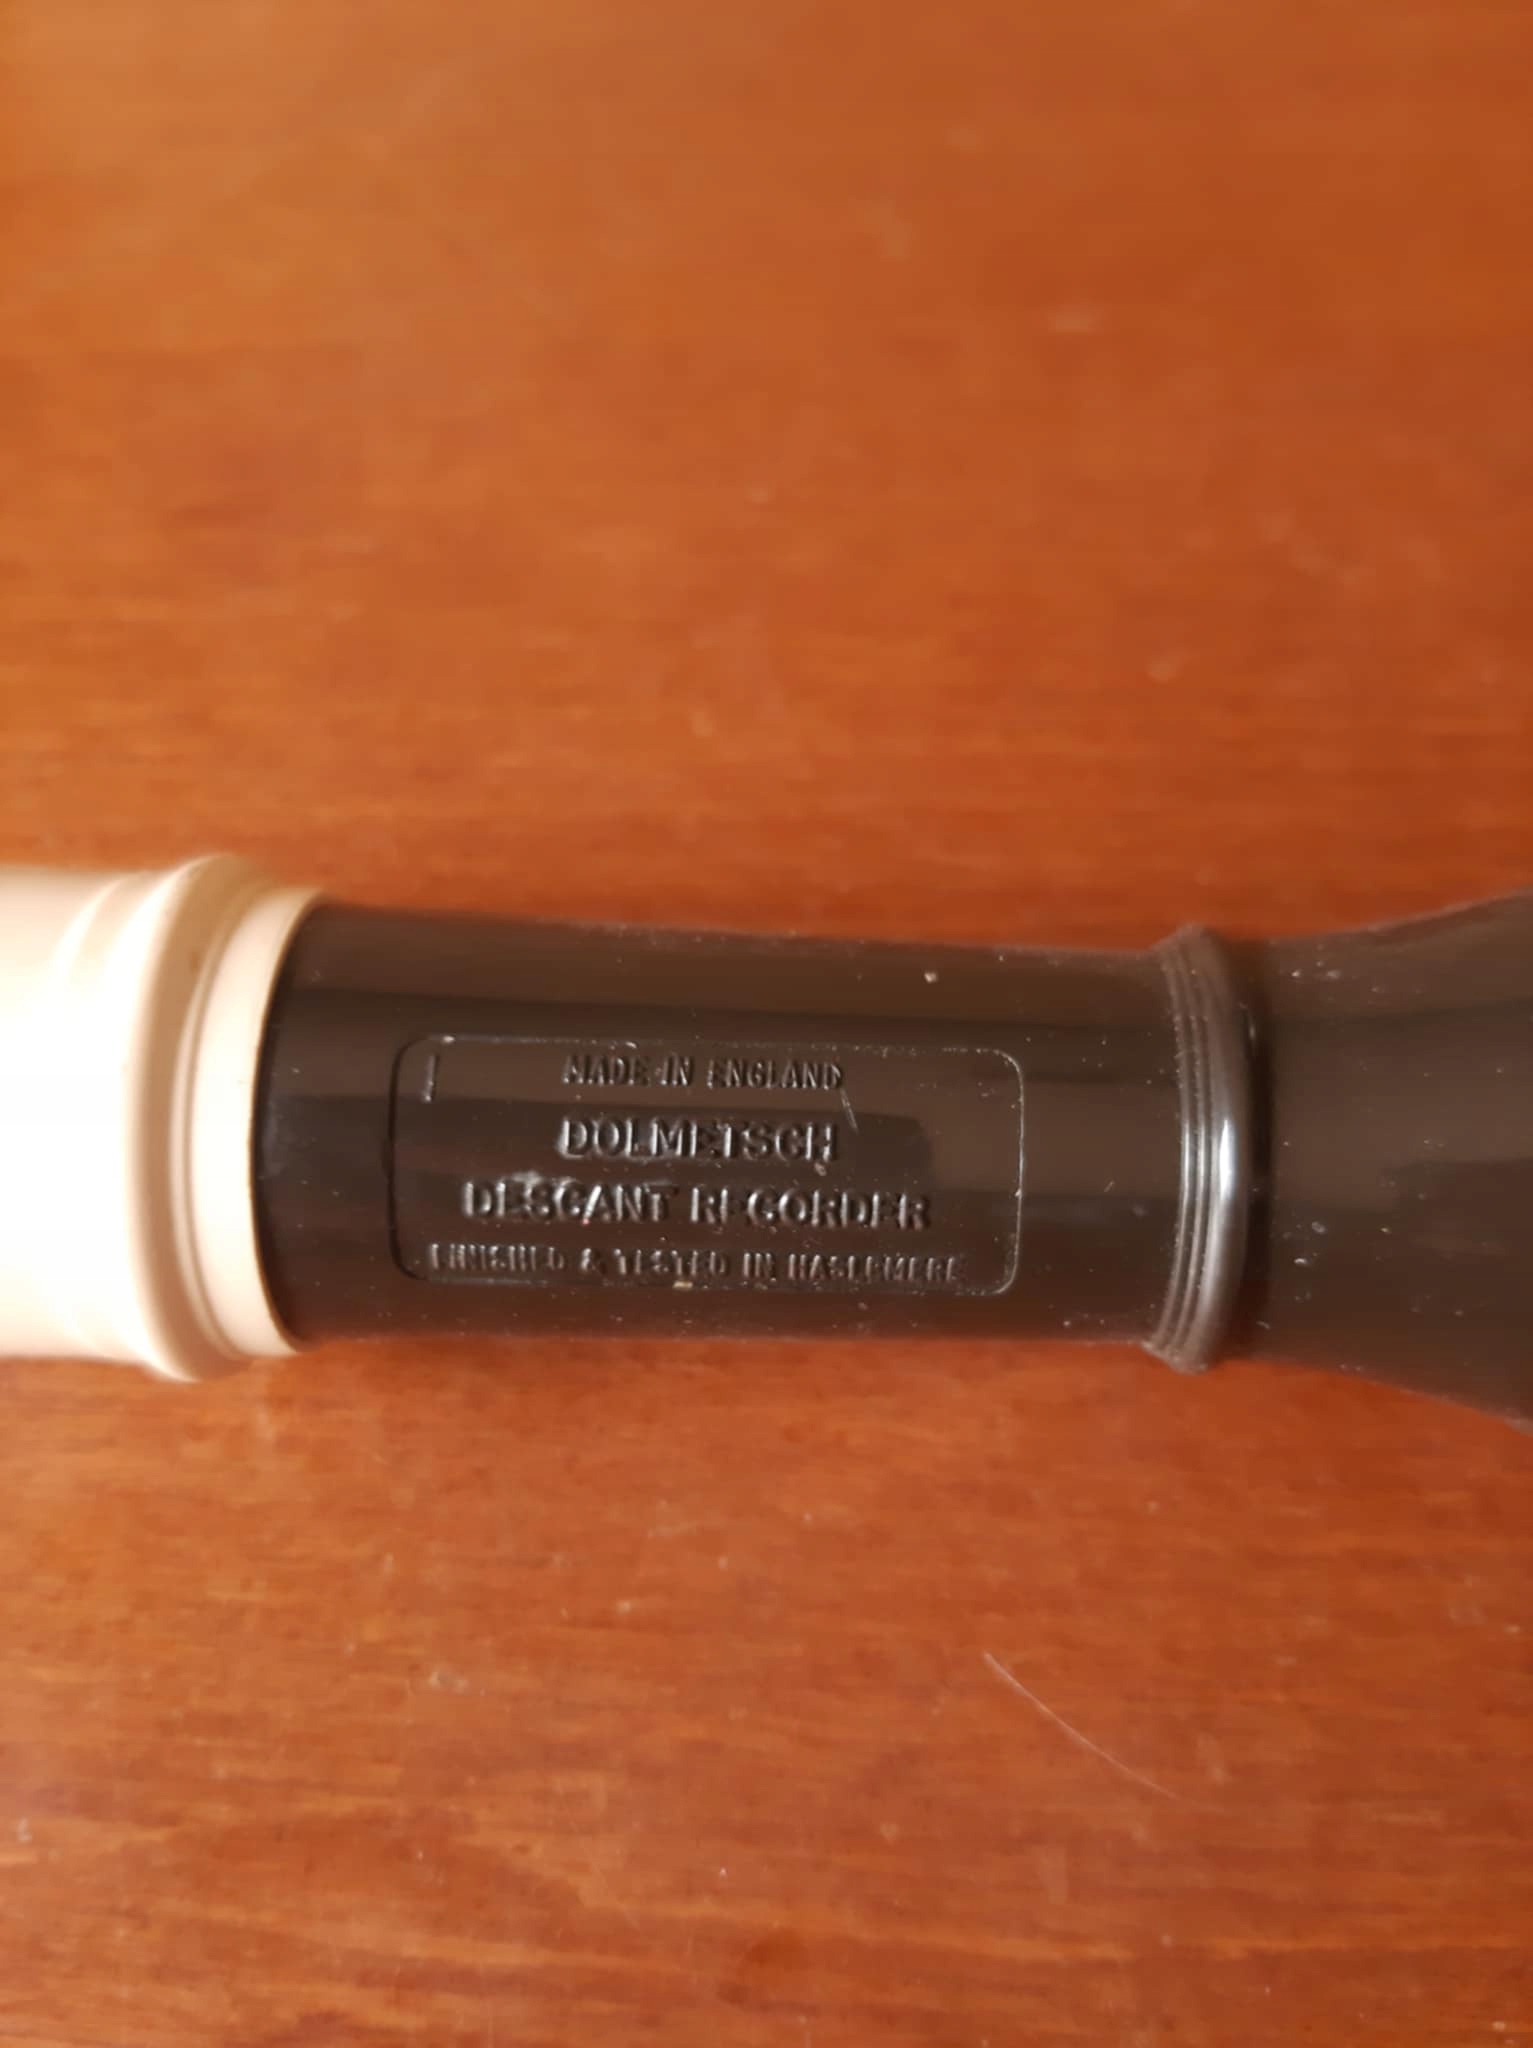 MADE IN ENGLAND
DOLMETSCH
DESCANT RECORDER
FINISHED & TESTED IN HASLEMERE